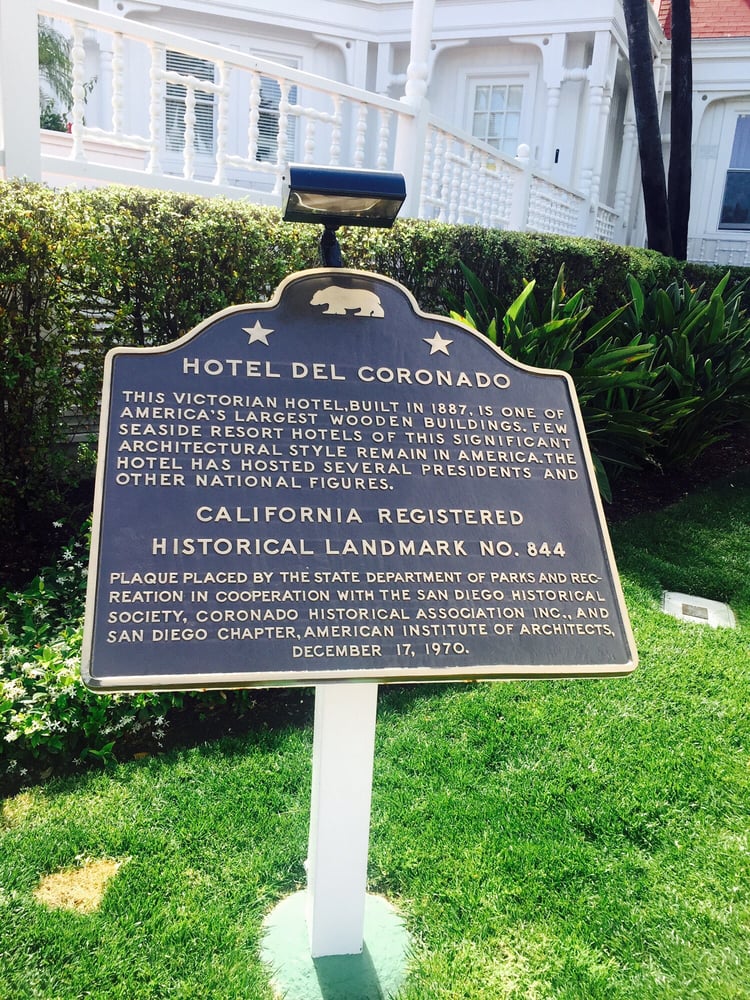 HOTEL DEL CORONADO
THIS VICTORIAN HOTEL, BUILT IN 1887, IS ONE OF
AMERICA'S LARGEST WOODEN BUILDINGS. FEW
SEASIDE RESORT HOTELS OF THIS SIGNIFICANT
ARCHITECTURAL STYLE REMAIN IN AMERICA. THE
HOTEL HAS HOSTED SEVERAL PRESIDENTS AND
OTHER NATIONAL FIGURES.
CALIFORNIA REGISTERED
HISTORICAL LANDMARK NO. 844
PLAQUE PLACED BY THE STATE DEPARTMENT OF PARKS AND REC-
REATION IN COOPERATION WITH THE SAN DIEGO HISTORICAL
SOCIETY, CORONADO HISTORICAL ASSOCIATION INC., AND
SAN DIEGO CHAPTER, AMERICAN INSTITUTE OF ARCHITECTS,
DECEMBER 17, 1970.